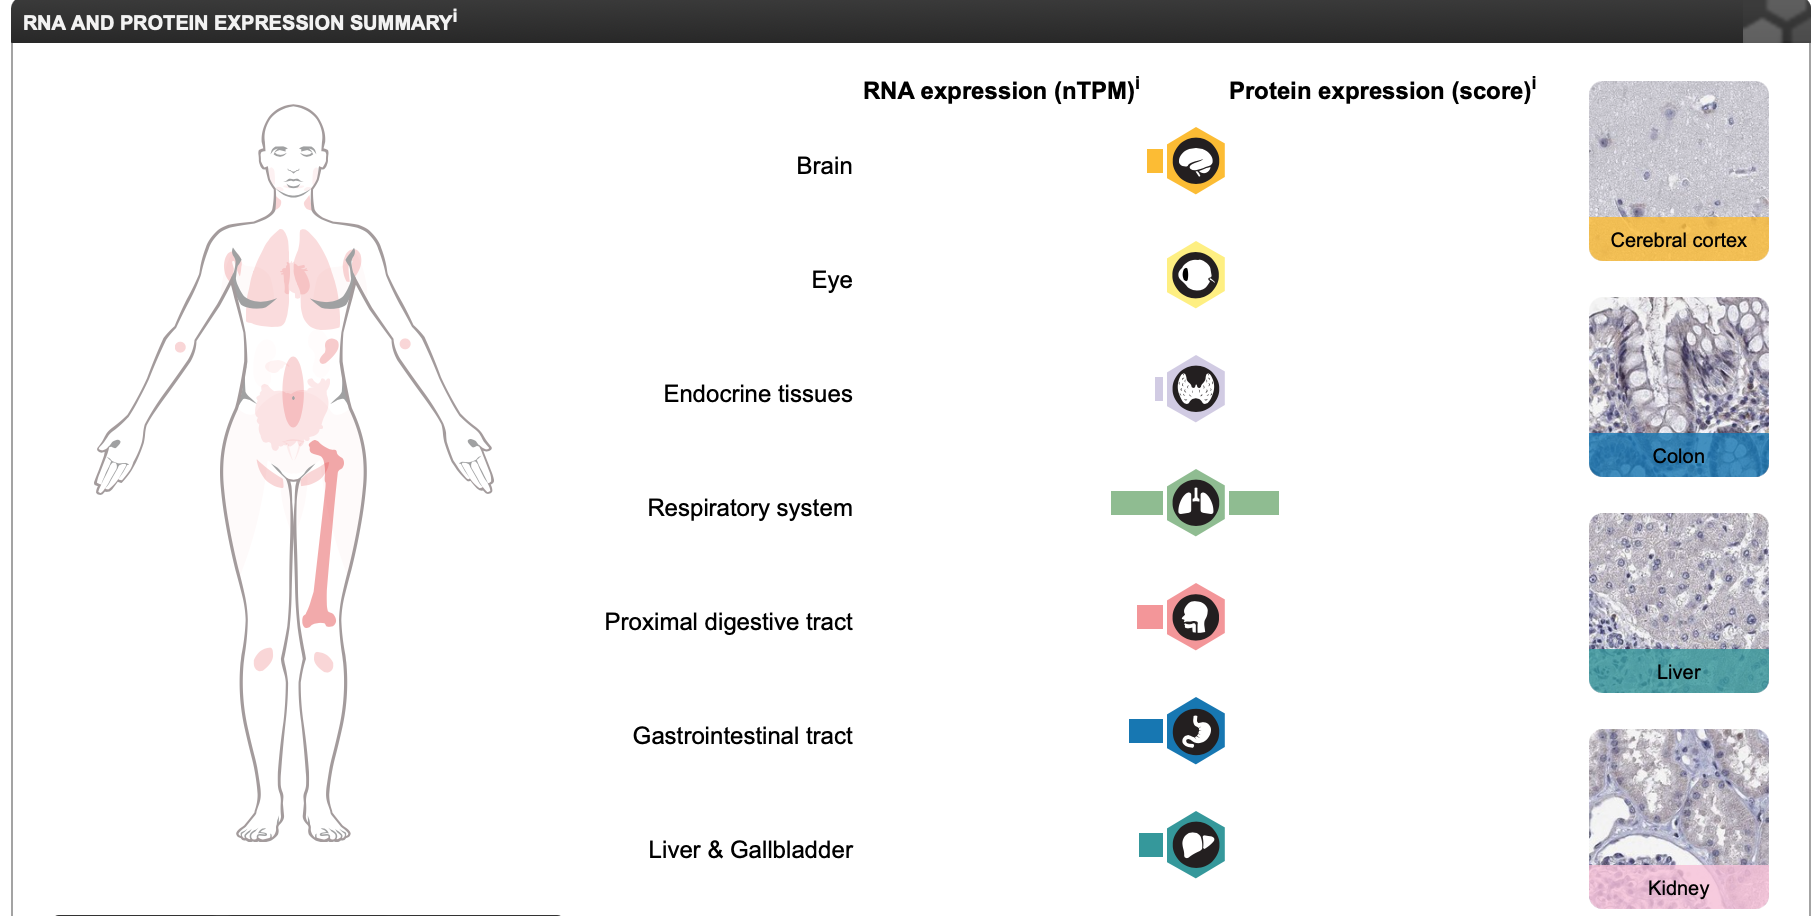 RNA AND PROTEIN EXPRESSION SUMMARYⁱ
RNA expression (nTPM)ⁱ Protein expression (score)ⁱ
Brain
Eye
Endocrine tissues
Respiratory system
Proximal digestive tract
Gastrointestinal tract
Liver & Gallbladder
Cerebral cortex
Colon
Liver
Kidney